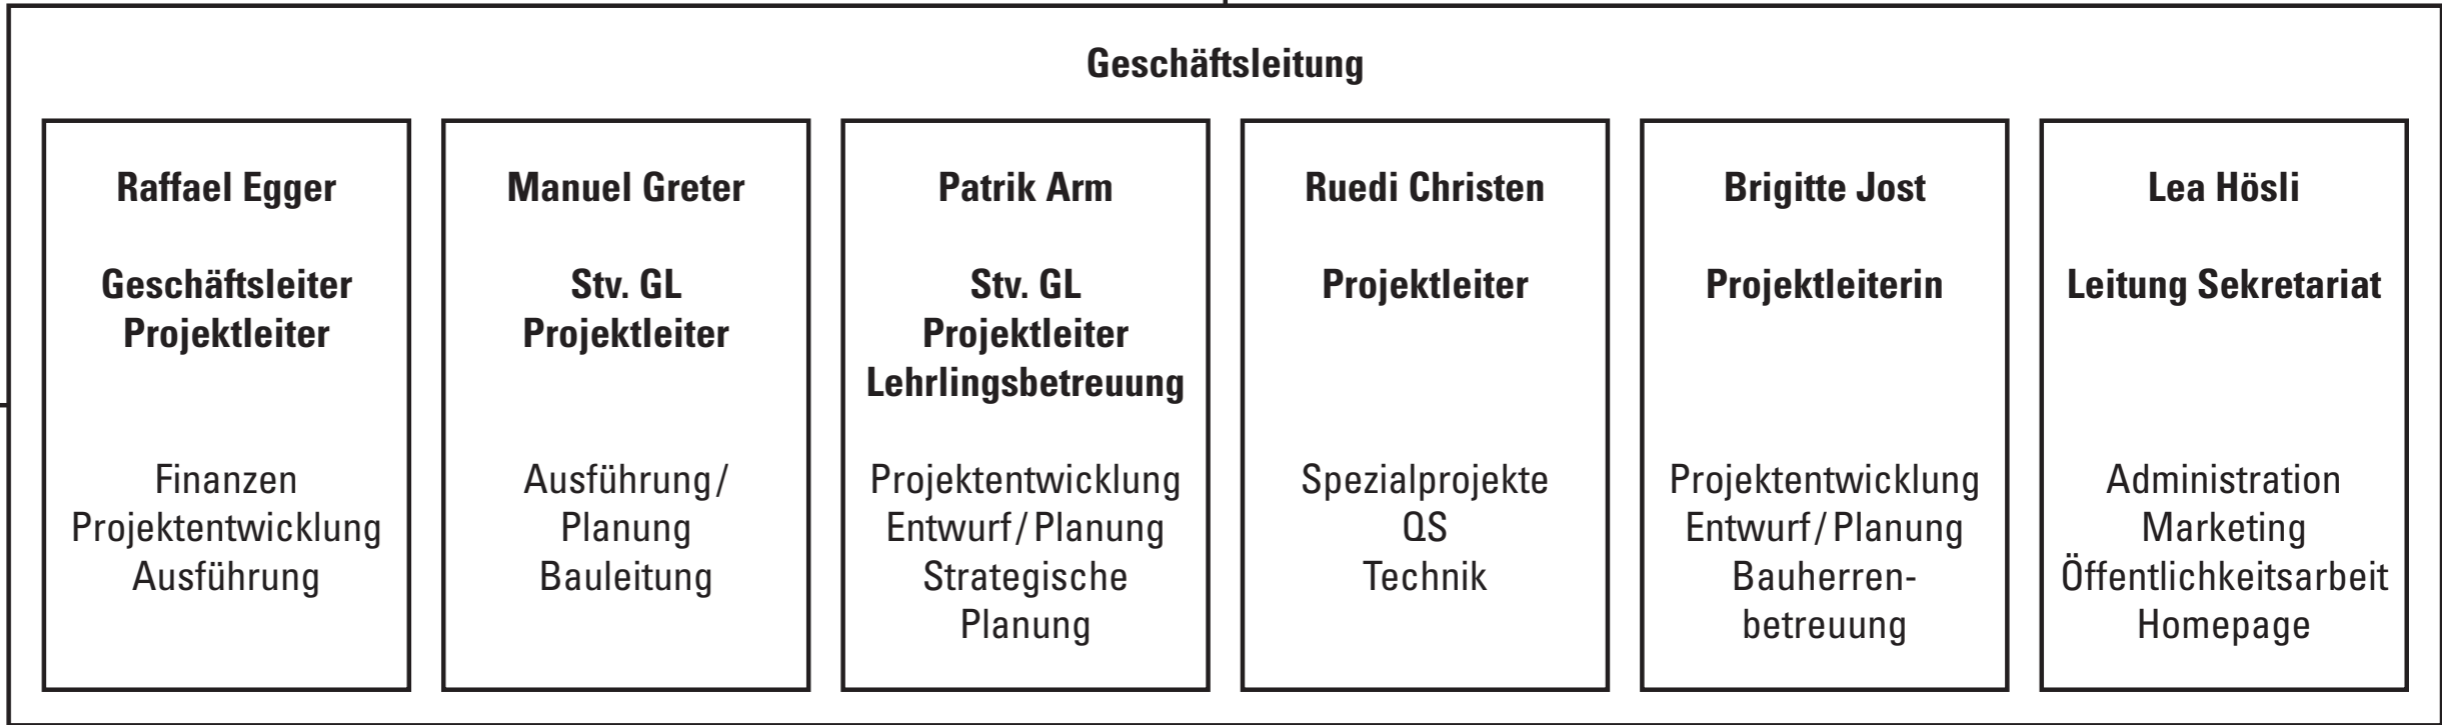 Geschäftsleitung
Raffael Egger
Geschäftsleiter
Projektleiter
Finanzen
Projektentwicklung
Ausführung
Manuel Greter
Stv. GL
Projektleiter
Ausführung/
Planung
Bauleitung
Patrik Arm
Stv. GL
Projektleiter
Lehrlingsbetreuung
Projektentwicklung
Entwurf/Planung
Strategische
Planung
Ruedi Christen
Projektleiter
Spezialprojekte
QS
Technik
Brigitte Jost
Projektleiterin
Projektentwicklung
Entwurf/Planung
Bauherren-
betreuung
Lea Hösli
Leitung Sekretariat
Administration
Marketing
Öffentlichkeitsarbeit
Homepage